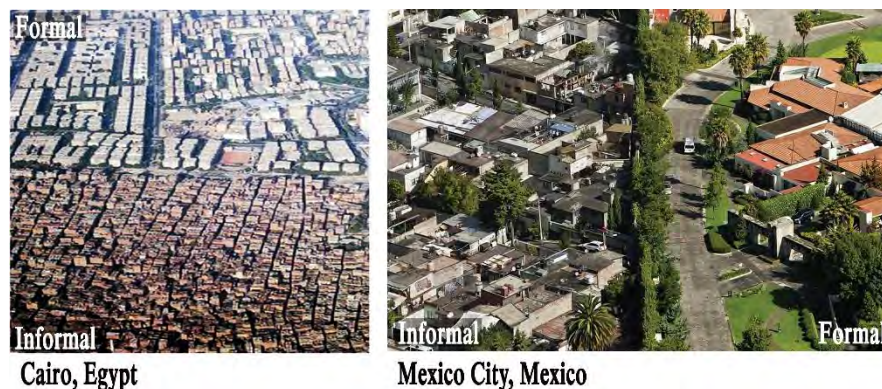 Formal
Informal
Cairo, Egypt
Informal
Formal
Mexico City, Mexico